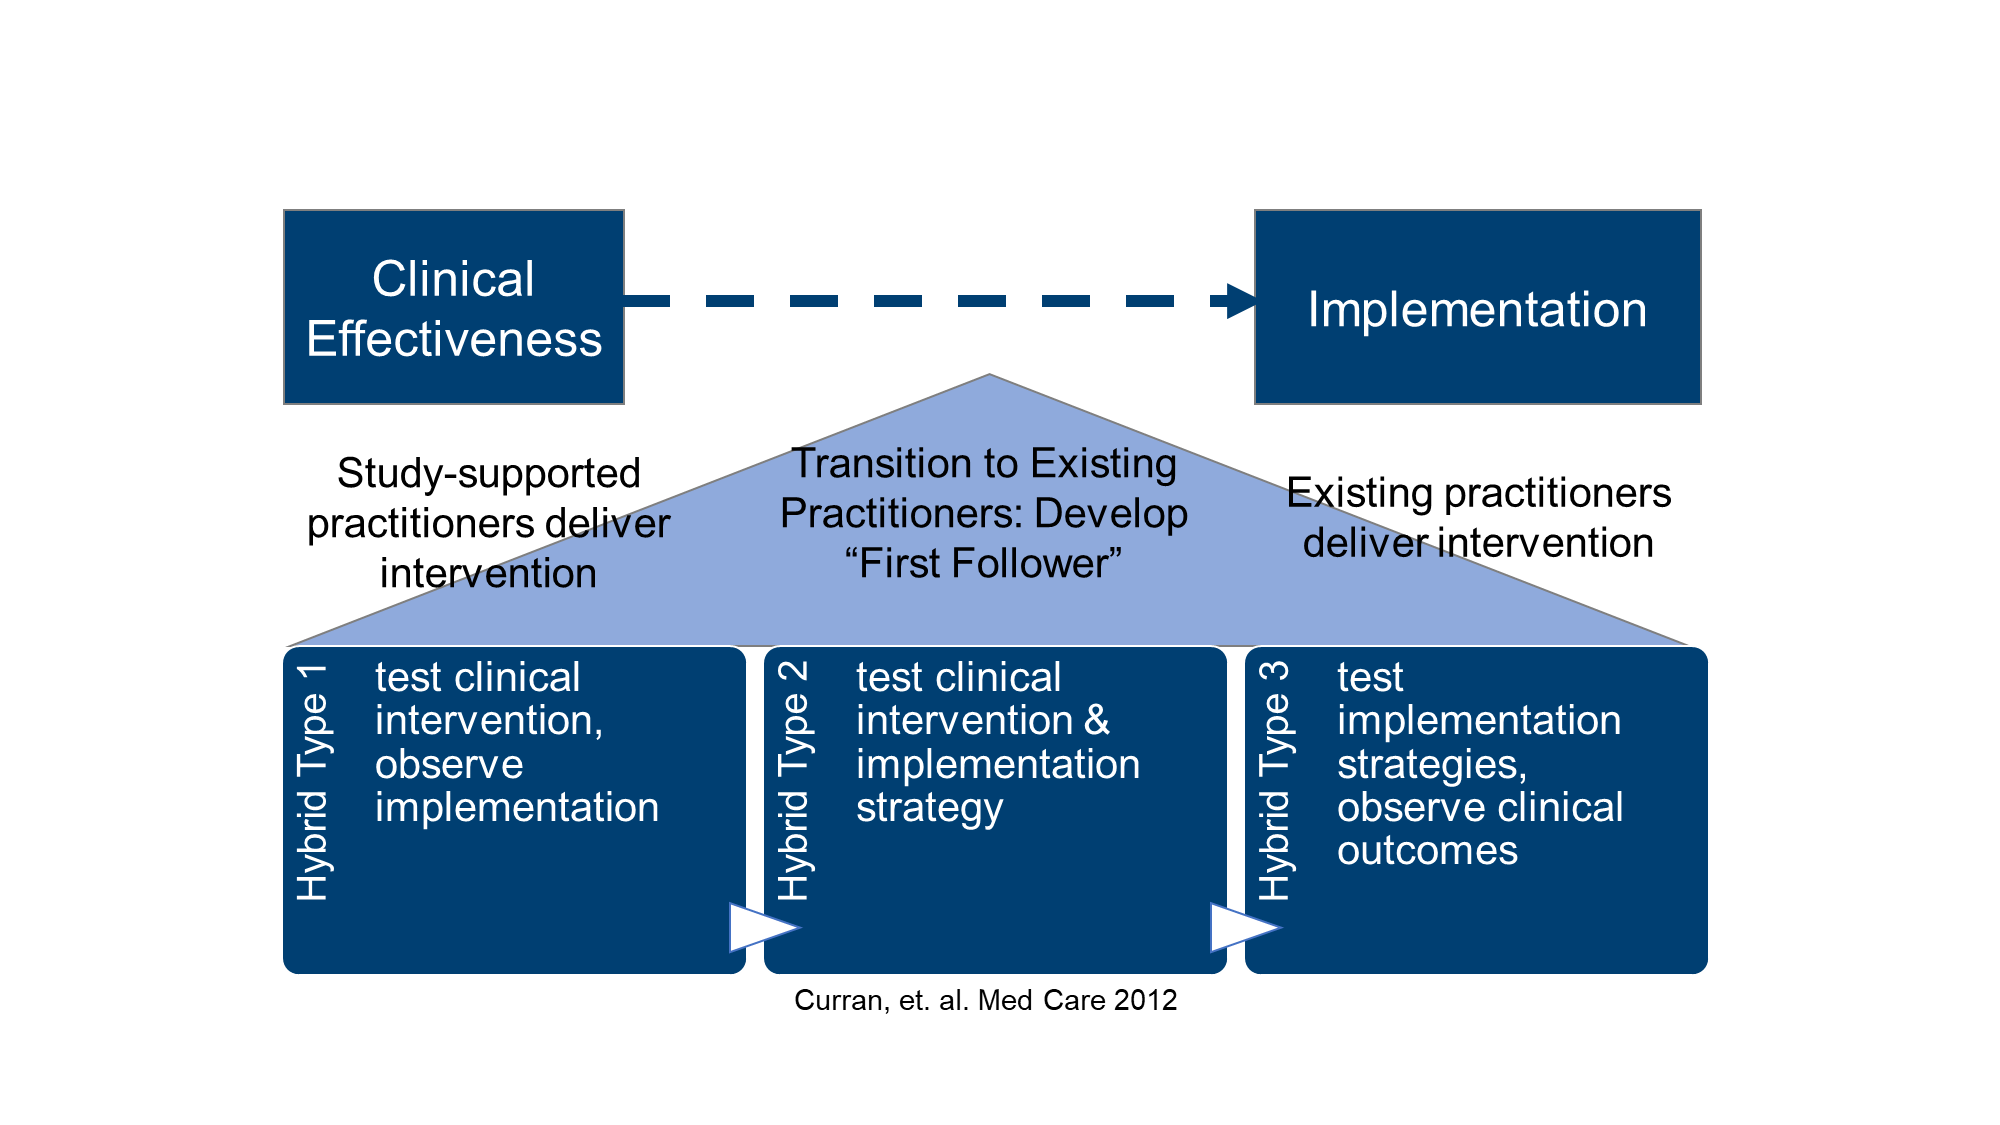 Clinical
Effectiveness
Implementation
Study-supported
practitioners deliver
intervention
Transition to Existing
Practitioners: Develop
“First Follower”
Existing practitioners
deliver intervention
Hybrid Type 1
test clinical
intervention,
observe
implementation
Hybrid Type 2
test clinical
intervention &
implementation
strategy
Hybrid Type 3
test
implementation
strategies,
observe clinical
outcomes
Curran, et. al. Med Care 2012